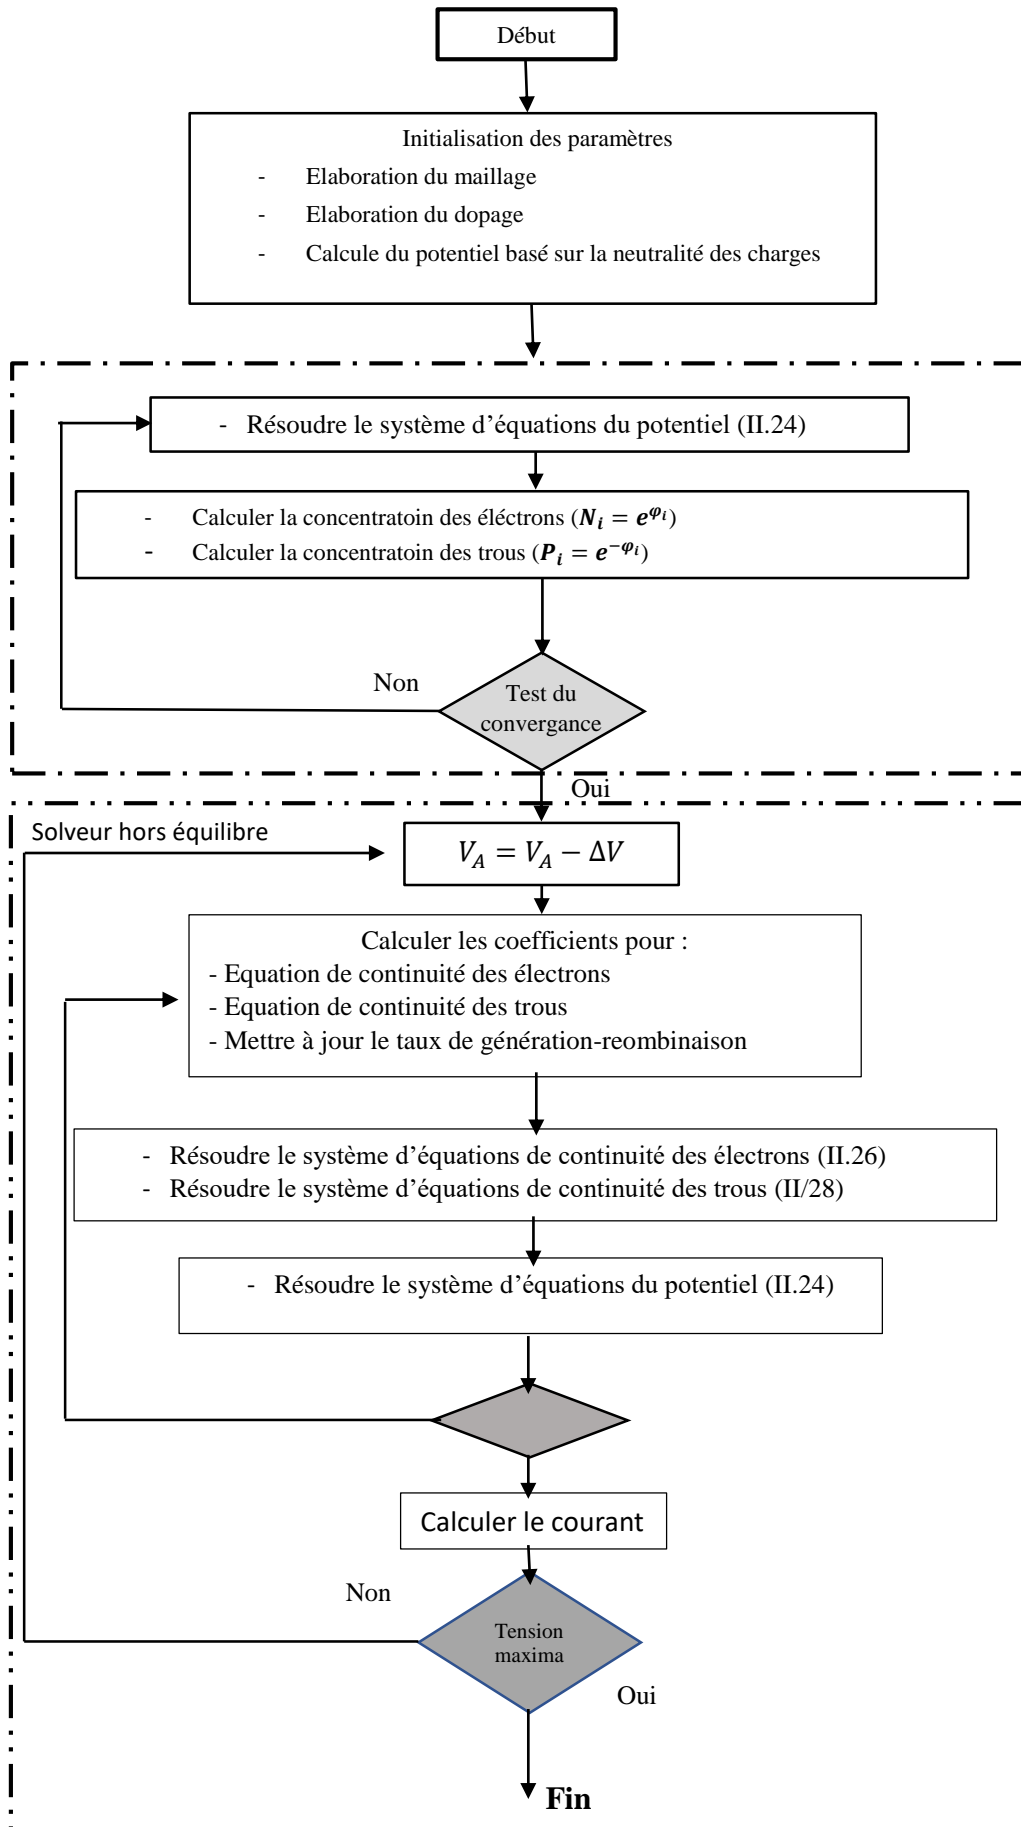 Début
Initialisation des paramètres
- Elaboration du maillage
- Elaboration du dopage
- Calcule du potentiel basé sur la neutralité des charges
- Résoudre le système d’équations du potentiel (II.24)
- Calculer la concentratoin des éléctrons (𝑵ᵢ = 𝒆^𝝋ᵢ)
- Calculer la concentratoin des trous (𝑷ᵢ = 𝒆^−𝝋ᵢ)
Non
Test du
convergance
Oui
Solveur hors équilibre
V_A = V_A − ΔV
Calculer les coefficients pour :
- Equation de continuité des électrons
- Equation de continuité des trous
- Mettre à jour le taux de génération-reombinaison
- Résoudre le système d’équations de continuité des électrons (II.26)
- Résoudre le système d’équations de continuité des trous (II/28)
- Résoudre le système d’équations du potentiel (II.24)
Calculer le courant
Non
Tension
maxima
Oui
Fin